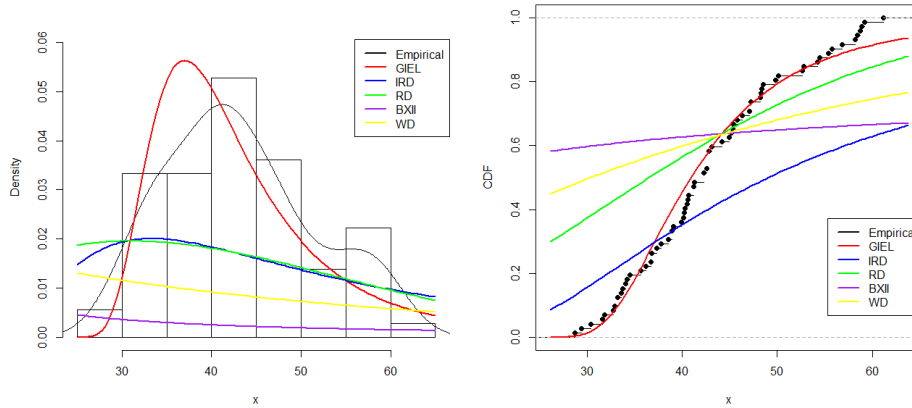 0.06
0.05
0.04
0.03
0.02
0.01
0.00
Density
30 40 50 60
x
Empirical
GIEL
IRD
RD
BXII
WD
1.0
0.8
0.6
0.4
0.2
0.0
CDF
30 40 50 60
x
Empirica
GIEL
IRD
RD
BXII
WD